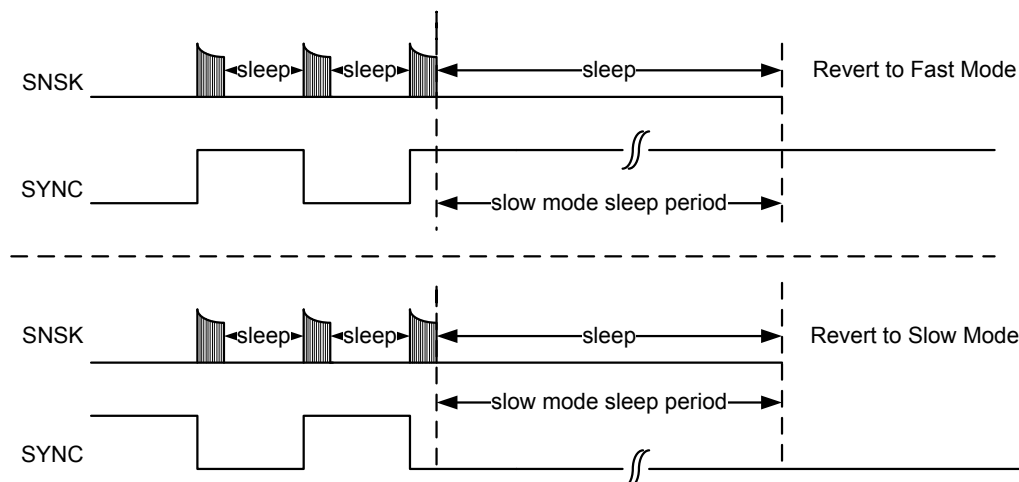 sleep sleep sleep Revert to Fast Mode
SNSK
SYNC
slow mode sleep period
sleep sleep sleep
SNSK Revert to Slow Mode
slow mode sleep period
SYNC